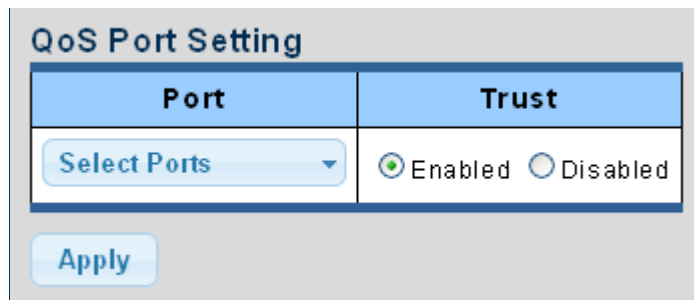 QoS Port Setting
Port Trust
Select Ports Enabled Disabled
Apply